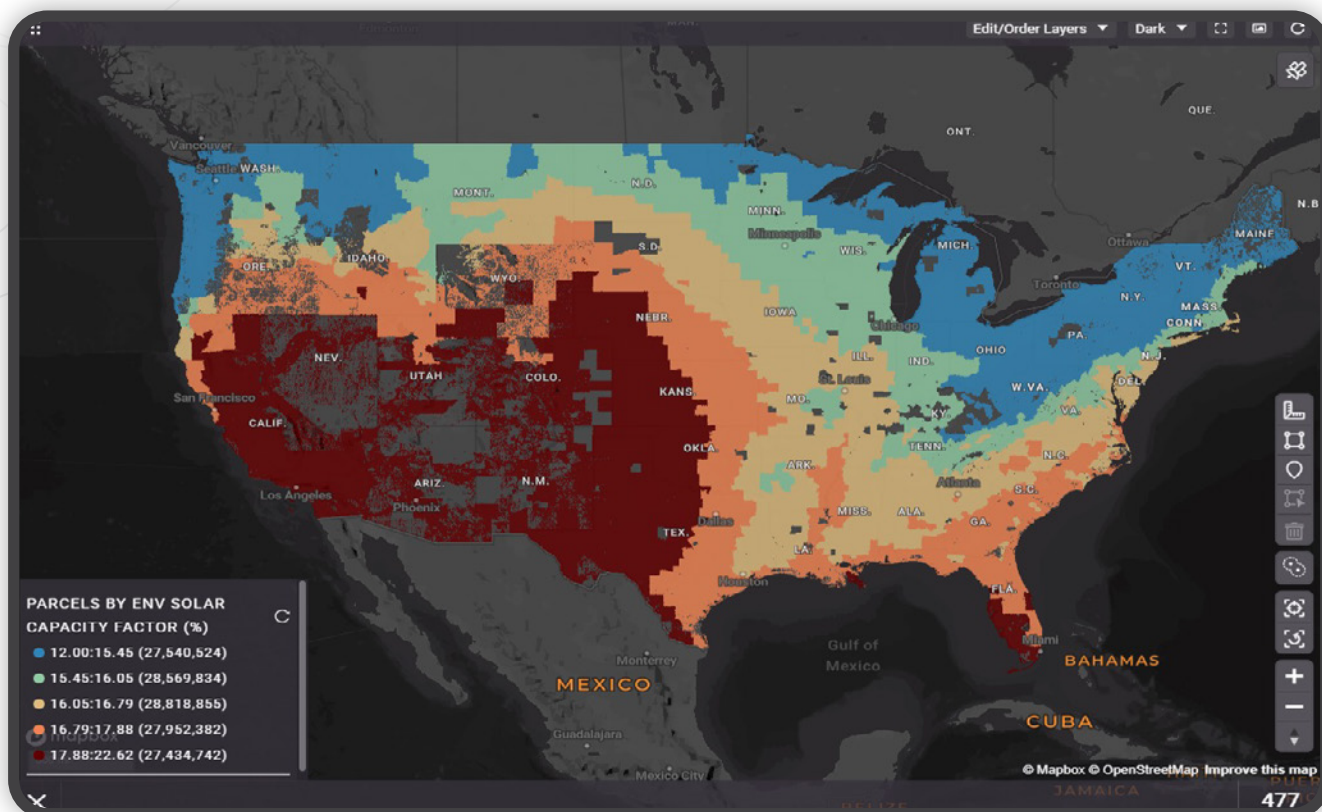 MAN.
Edmonton
Edit/Order Layers
Dark
QUE.
ONT.
Vancouver
Seattle
WASH.
MONT.
N.D.
N.B
MINN.
Minneapolis
WIS.
MICH.
Ottawa
MAINE
VT.
Toronto
N.Y.
MASS.
CONN.
ORE.
IDAHO.
WYO.
S.D.
NEBR.
IOWA
Chicago
OHIO
PA.
N.J.
ILL.
IND.
NEV.
UTAH
COLO.
KANS
St. Louis
W.VA.
DEL.
San Francisco
MO.
KY.
VA.
CALIF.
OKLA.
TENN.
N.C.
ARK.
Los Angeles
ARIZ.
N.M.
Atlanta
S.C.
Phoenix
Dallas
MISS.
ALA.
GA.
TEX.
LA.
Houston
FLA.
Miami
Gulf of
Mexico
BAHAMAS
Monterrey
MEXICO
CUBA
Guadalajara
Mexico City
PARCELS BY ENV SOLAR
CAPACITY FACTOR (%)
12.00:15.45 (27,540,524)
15.45:16.05 (28,569,834)
16.05:16.79 (28,818,855)
16.79:17.88 (27,952,382)
mapbox
17.88:22.62 (27,434,742)
© Mapbox © OpenStreetMap Improve this map
JAMAICA
BELIZE
477